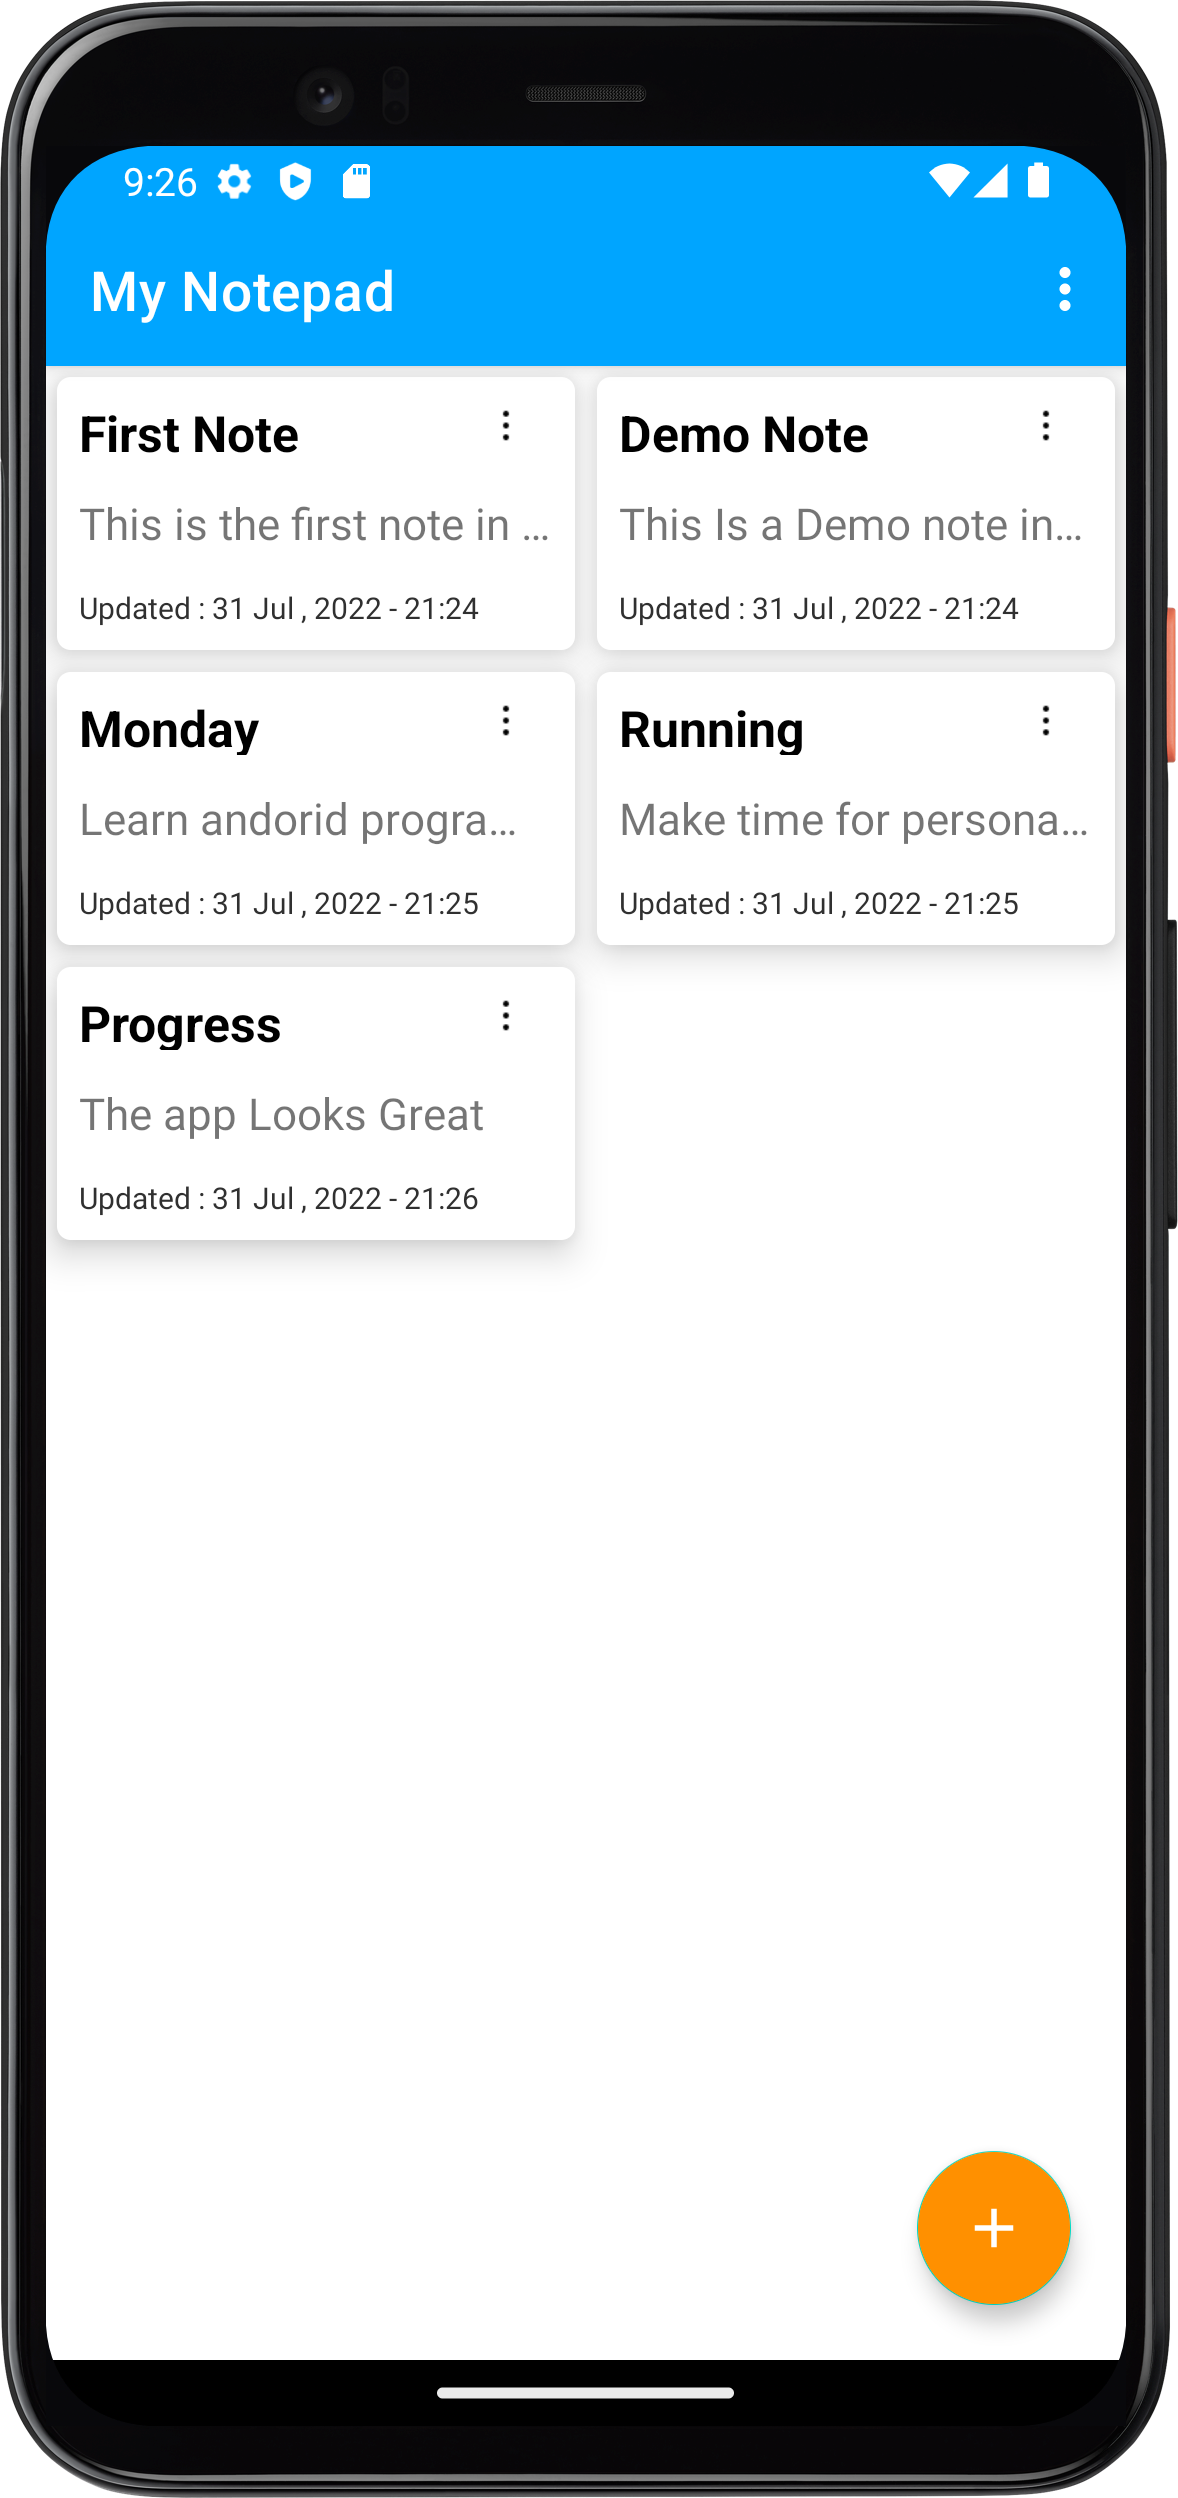 9:26
My Notepad
First Note
This is the first note in ...
Updated : 31 Jul , 2022 - 21:24
Demo Note
This Is a Demo note in...
Updated : 31 Jul , 2022 - 21:24
Monday
Learn andorid progra...
Updated : 31 Jul , 2022 - 21:25
Running
Make time for persona...
Updated : 31 Jul , 2022 - 21:25
Progress
The app Looks Great
Updated : 31 Jul , 2022 - 21:26